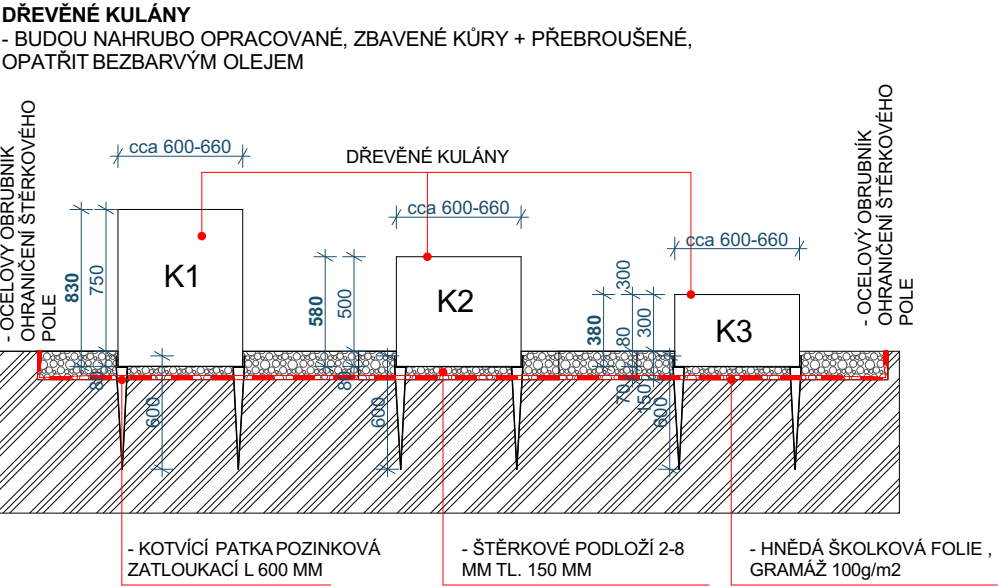 DŘEVĚNÉ KULÁNY
- BUDOU NAHRUBO OPRACOVANÉ, ZBAVENÉ KŮRY + PŘEBROUŠENÉ,
OPATŘIT BEZBARVÝM OLEJEM
- OCELOVY OBRUBNIK
OHRANIČENÍ ŠTĚRKOVÉHO
POLE
cca 600-660
DŘEVĚNÉ KULÁNY
cca 600-660
cca 600-660
- OCELOVÝ OBRUBNÍK
OHRANIČENÍ ŠTĚRKOVÉHO
POLE
830
750
K1
580
500
K2
300
380
80
300
K3
80
600
80
600
70
150
600
- KOTVÍCÍ PATKA POZINKOVÁ
ZATLOUKACÍ L 600 MM
- ŠTĚRKOVÉ PODLOŽÍ 2-8
MM TL. 150 MM
- HNĚDÁ ŠKOLKOVÁ FOLIE ,
GRAMÁŽ 100g/m2